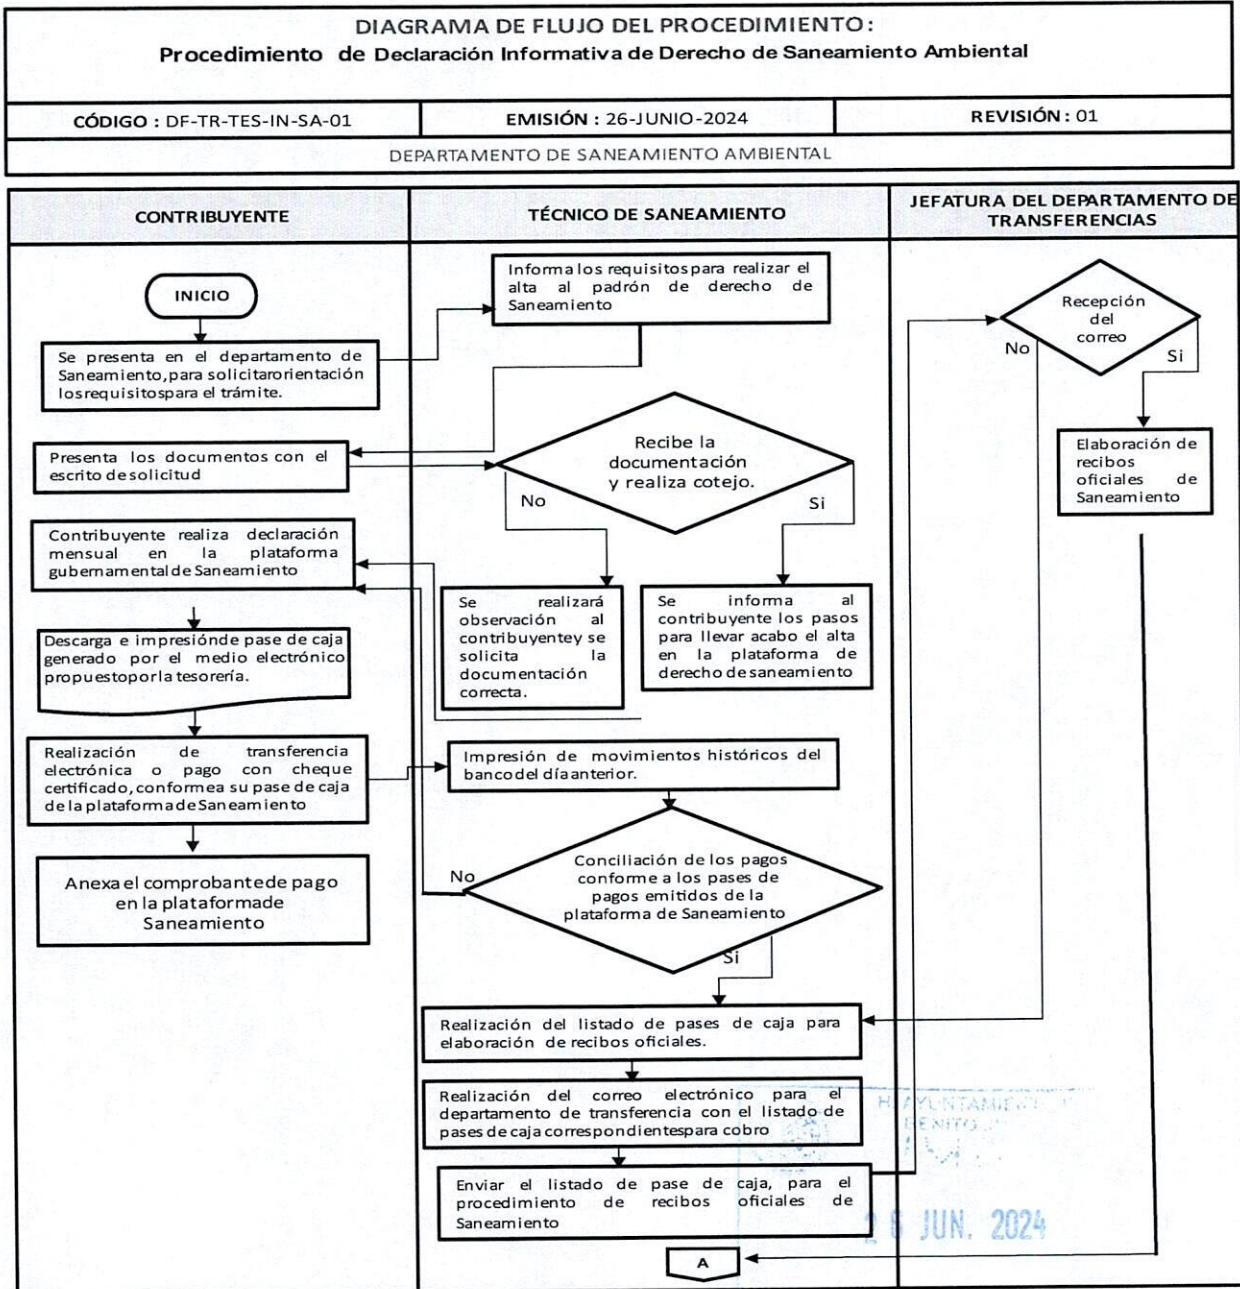 DIAGRAMA DE FLUJO DEL PROCEDIMIENTO:
Procedimiento de Declaración Informativa de Derecho de Saneamiento Ambiental
CÓDIGO : DF-TR-TES-IN-SA-01
EMISIÓN : 26-JUNIO-2024
REVISIÓN : 01
DEPARTAMENTO DE SANEAMIENTO AMBIENTAL
CONTRIBUYENTE
TÉCNICO DE SANEAMIENTO
JEFATURA DEL DEPARTAMENTO DE
TRANSFERENCIAS
INICIO
Se presenta en el departamento de
Saneamiento, para solicitar orientación
los requisitos para el trámite.
Informa los requisitos para realizar el
alta al padrón de derecho de
Saneamiento
Presenta los documentos con el
escrito de solicitud
Recibe la
documentación
y realiza cotejo.
No
Si
Se realizará
observación al
contribuyente y se
solicita la
documentación
correcta.
Se informa al
contribuyente los pasos
para llevar acabo el alta
en la plataforma de
derecho de saneamiento
Contribuyente realiza declaración
mensual en la plataforma
gubernamental de Saneamiento
Descarga e impresión de pase de caja
generado por el medio electrónico
propuesto por la tesorería.
Realización de transferencia
electrónica o pago con cheque
certificado, conforme a su pase de caja
de la plataforma de Saneamiento
Anexa el comprobante de pago
en la plataforma de
Saneamiento
Impresión de movimientos históricos del
banco del día anterior.
Conciliación de los pagos
conforme a los pases de
pagos emitidos de la
plataforma de Saneamiento
No
Si
Realización del listado de pases de caja para
elaboración de recibos oficiales.
Realización del correo electrónico para el
departamento de transferencia con el listado de
pases de caja correspondientes para cobro
Enviar el listado de pase de caja, para el
procedimiento de recibos oficiales de
Saneamiento
A
Recepción
del
correo
No
Si
Elaboración de
recibos
oficiales de
Saneamiento
BENITO
26 JUN. 2024